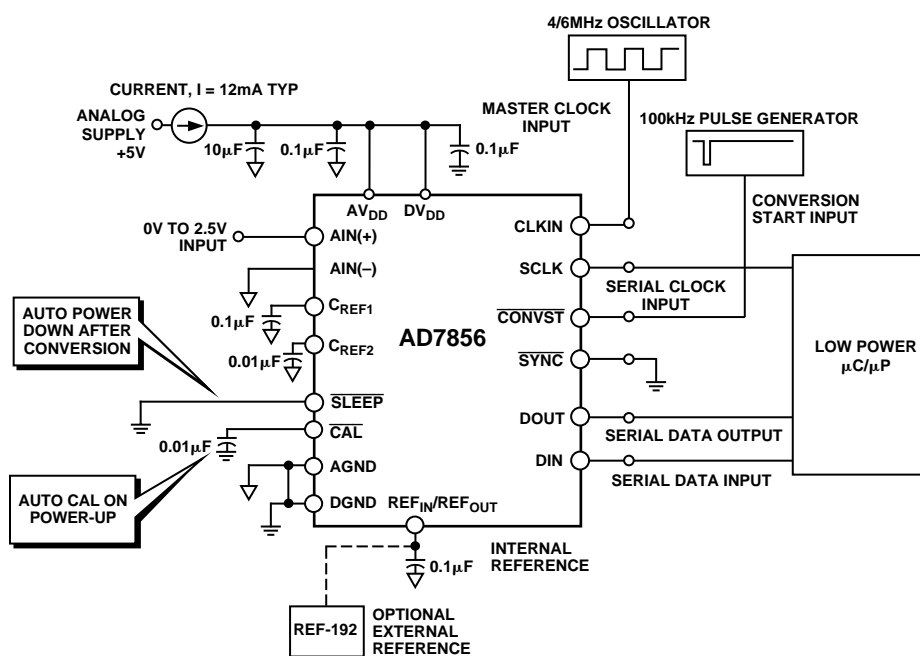 4/6MHz OSCILLATOR
CURRENT, I = 12mA TYP
ANALOG
SUPPLY
+5V
10µF
0.1µF
0.1µF
MASTER CLOCK
INPUT
100kHz PULSE GENERATOR
CONVERSION
START INPUT
AVDD
DVDD
0V TO 2.5V
INPUT
AIN(+)
AIN(–)
CREF1
0.1µF
CREF2
0.01µF
SLEEP
CAL
0.01µF
AGND
DGND
REFIN/REFOUT
AD7856
CLKIN
SCLK
SERIAL CLOCK
INPUT
CONVST
SYNC
DOUT
SERIAL DATA OUTPUT
DIN
SERIAL DATA INPUT
LOW POWER
µC/µP
AUTO POWER
DOWN AFTER
CONVERSION
AUTO CAL ON
POWER-UP
0.1µF
INTERNAL
REFERENCE
REF-192
OPTIONAL
EXTERNAL
REFERENCE